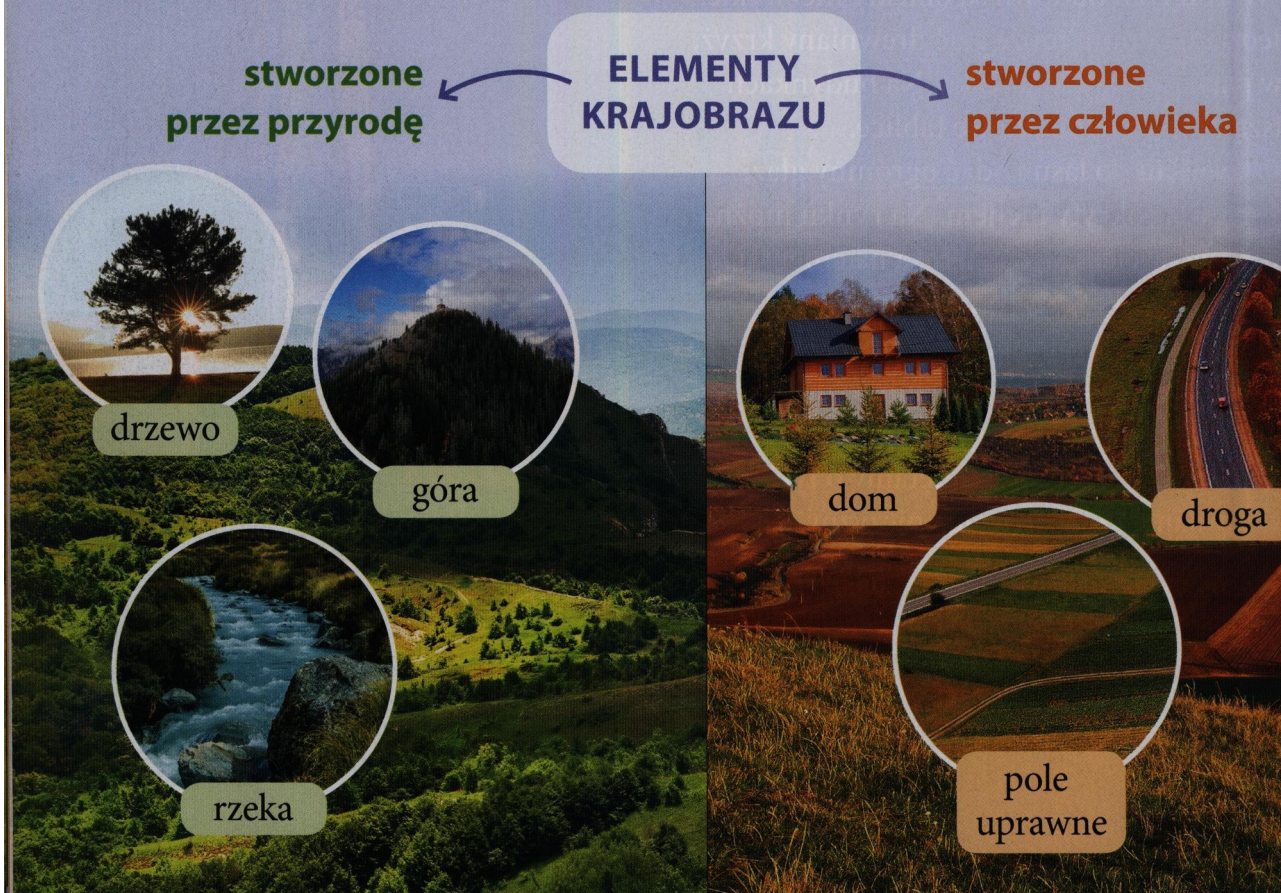 ELEMENTY
KRAJOBRAZU
stworzone
przez przyrodę
stworzone
przez człowieka
drzewo
góra
rzeka
dom
droga
pole
uprawne